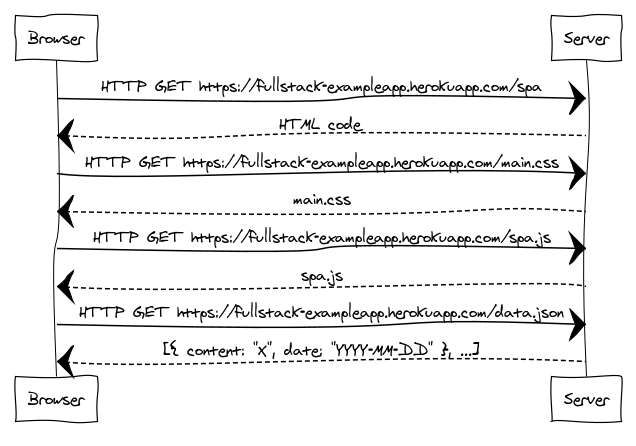 Browser
Server
HTTP GET https://fullstack-exampleapp.herokuapp.com/spa
HTML code
HTTP GET https://fullstack-exampleapp.herokuapp.com/main.css
main.css
HTTP GET https://fullstack-exampleapp.herokuapp.com/spa.js
spa.js
HTTP GET https://fullstack-exampleapp.herokuapp.com/data.json
[{ content: "X", date: "YYYY-MM-DD" }, ...]
Browser
Server